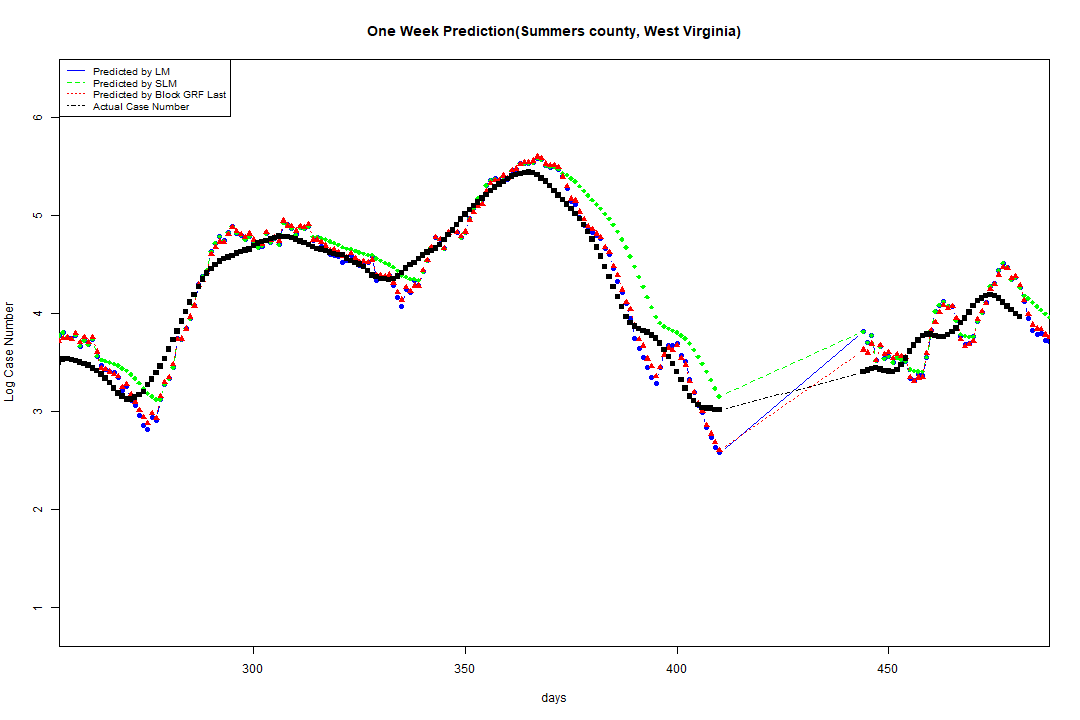 One Week Prediction(Summers county, West Virginia)
Predicted by LM
Predicted by SLM
Predicted by Block GRF Last
Actual Case Number
Log Case Number
6
5
4
3
2
1
300 350 400 450
days